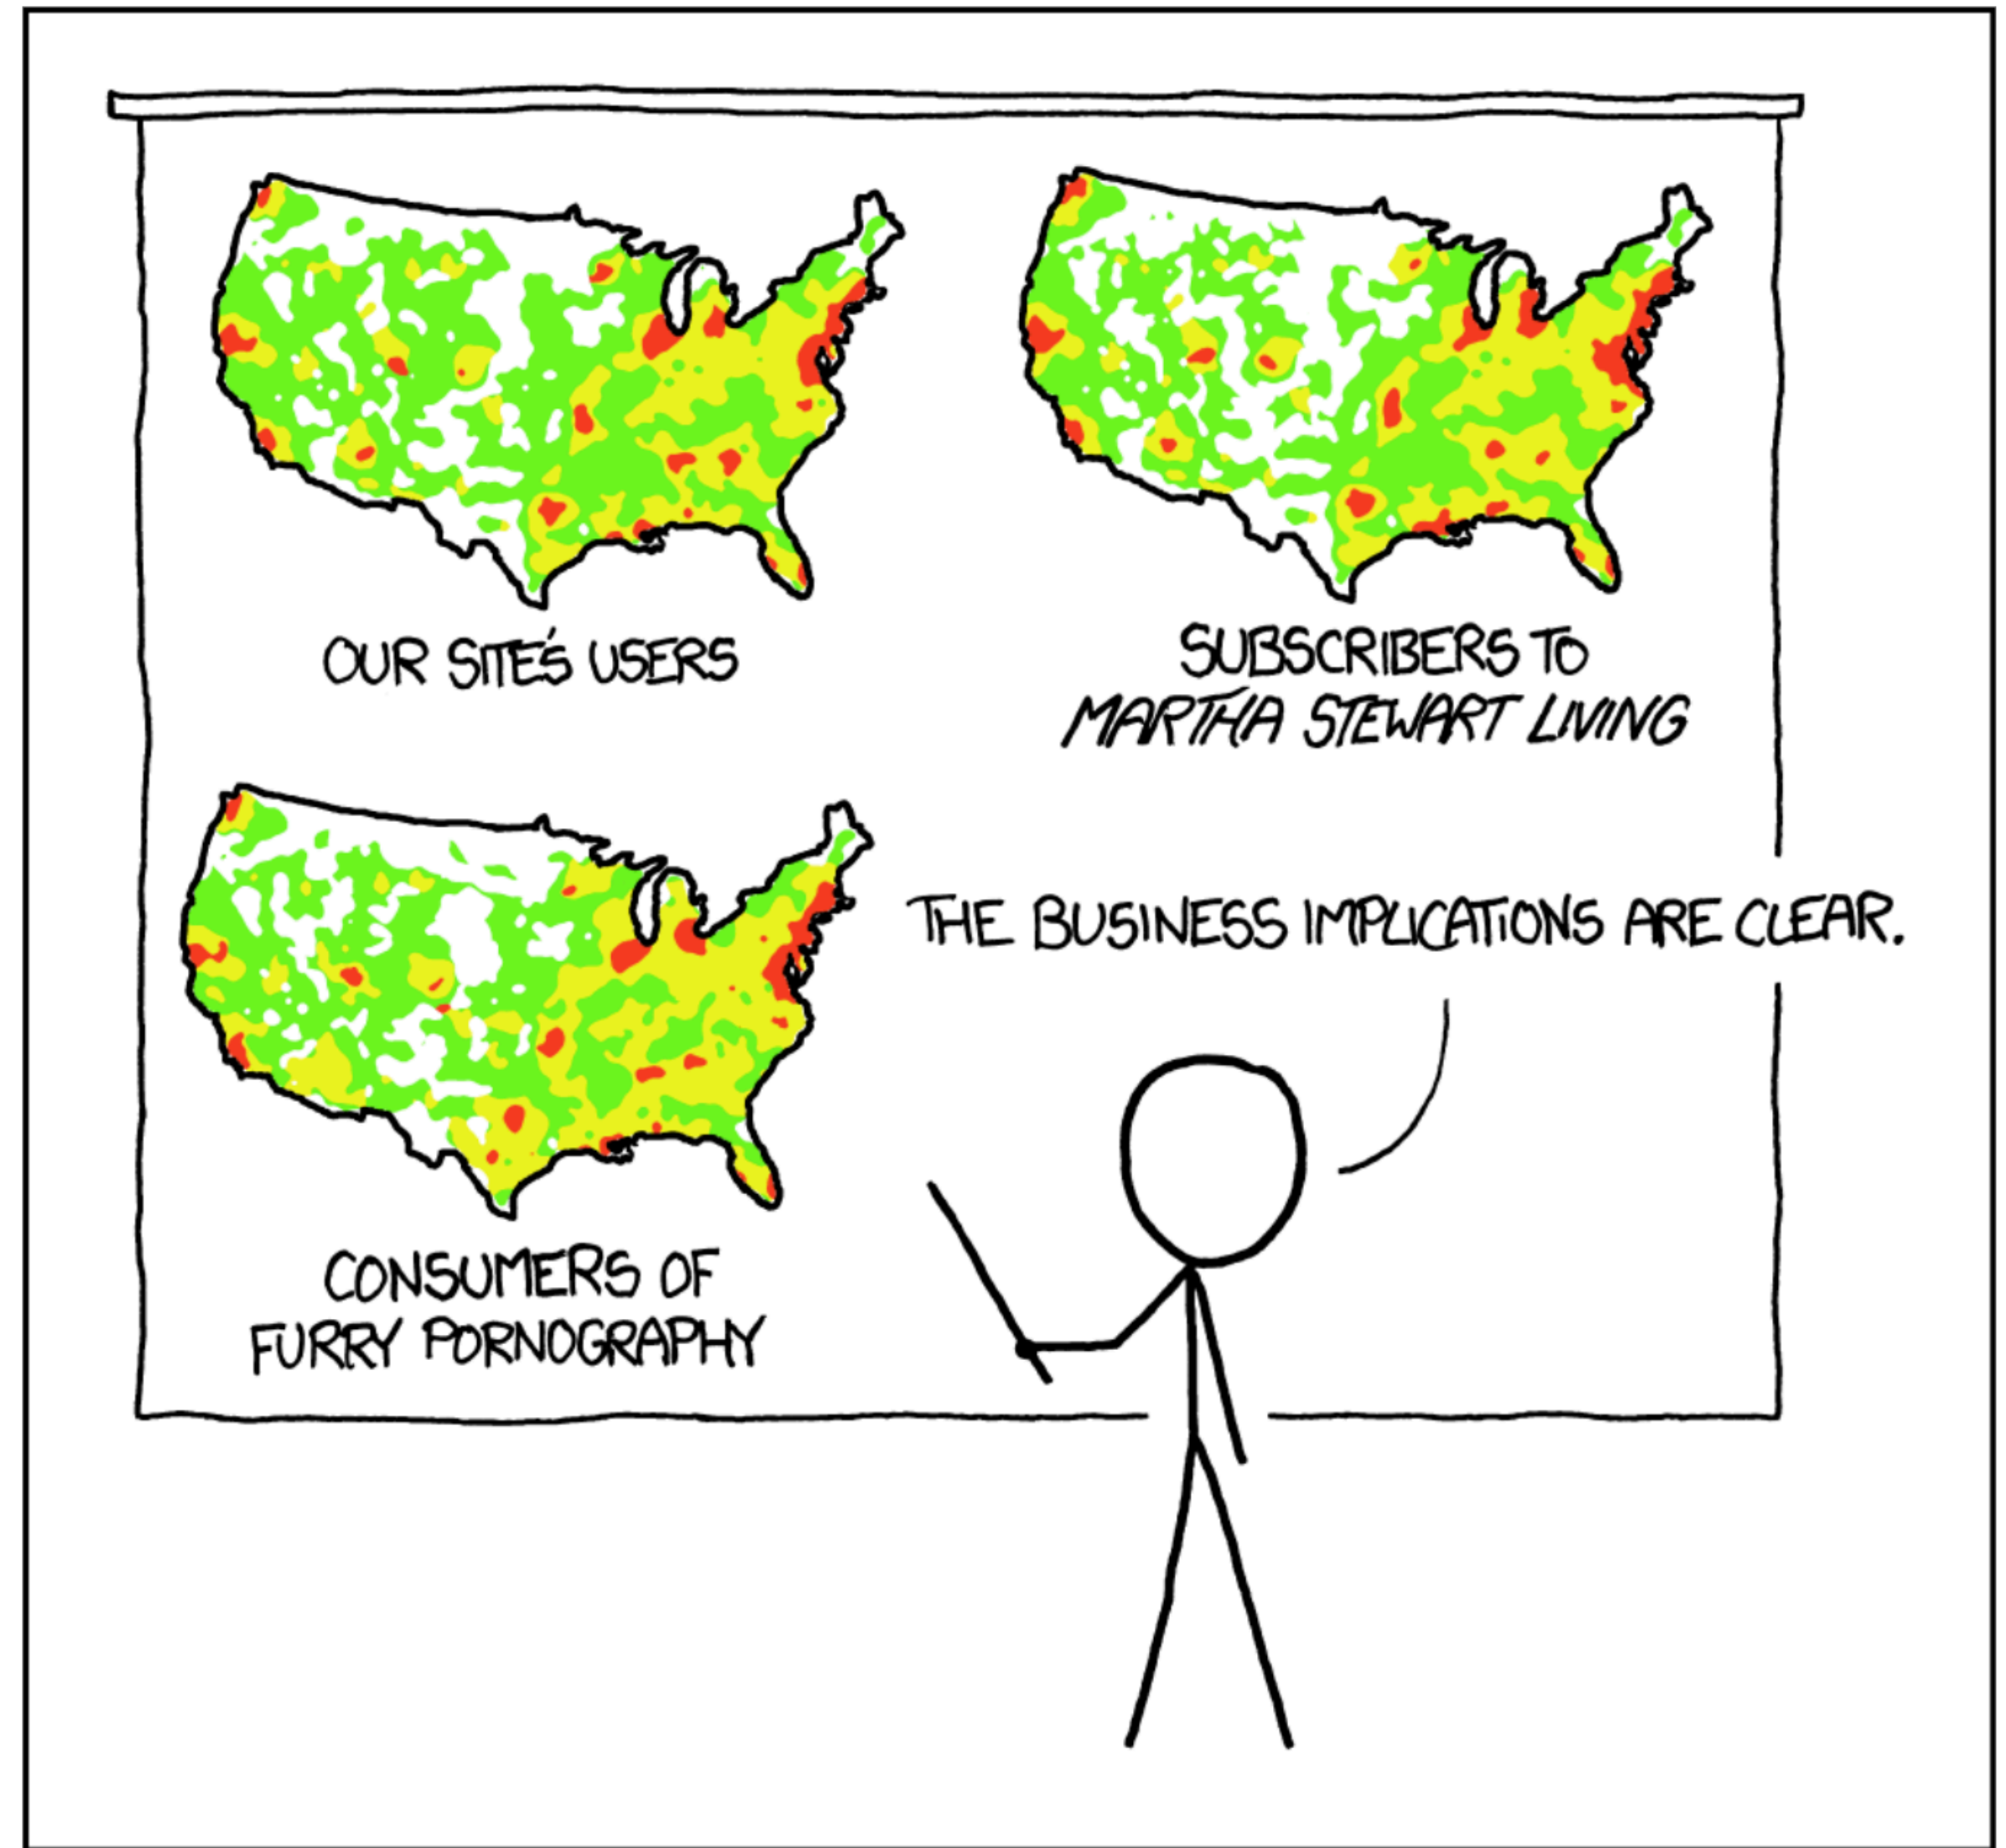 OUR SITE'S USERS
SUBSCRIBERS TO
MARTHA STEWART LIVING
CONSUMERS OF
FURRY PORNOGRAPHY
THE BUSINESS IMPLICATIONS ARE CLEAR.